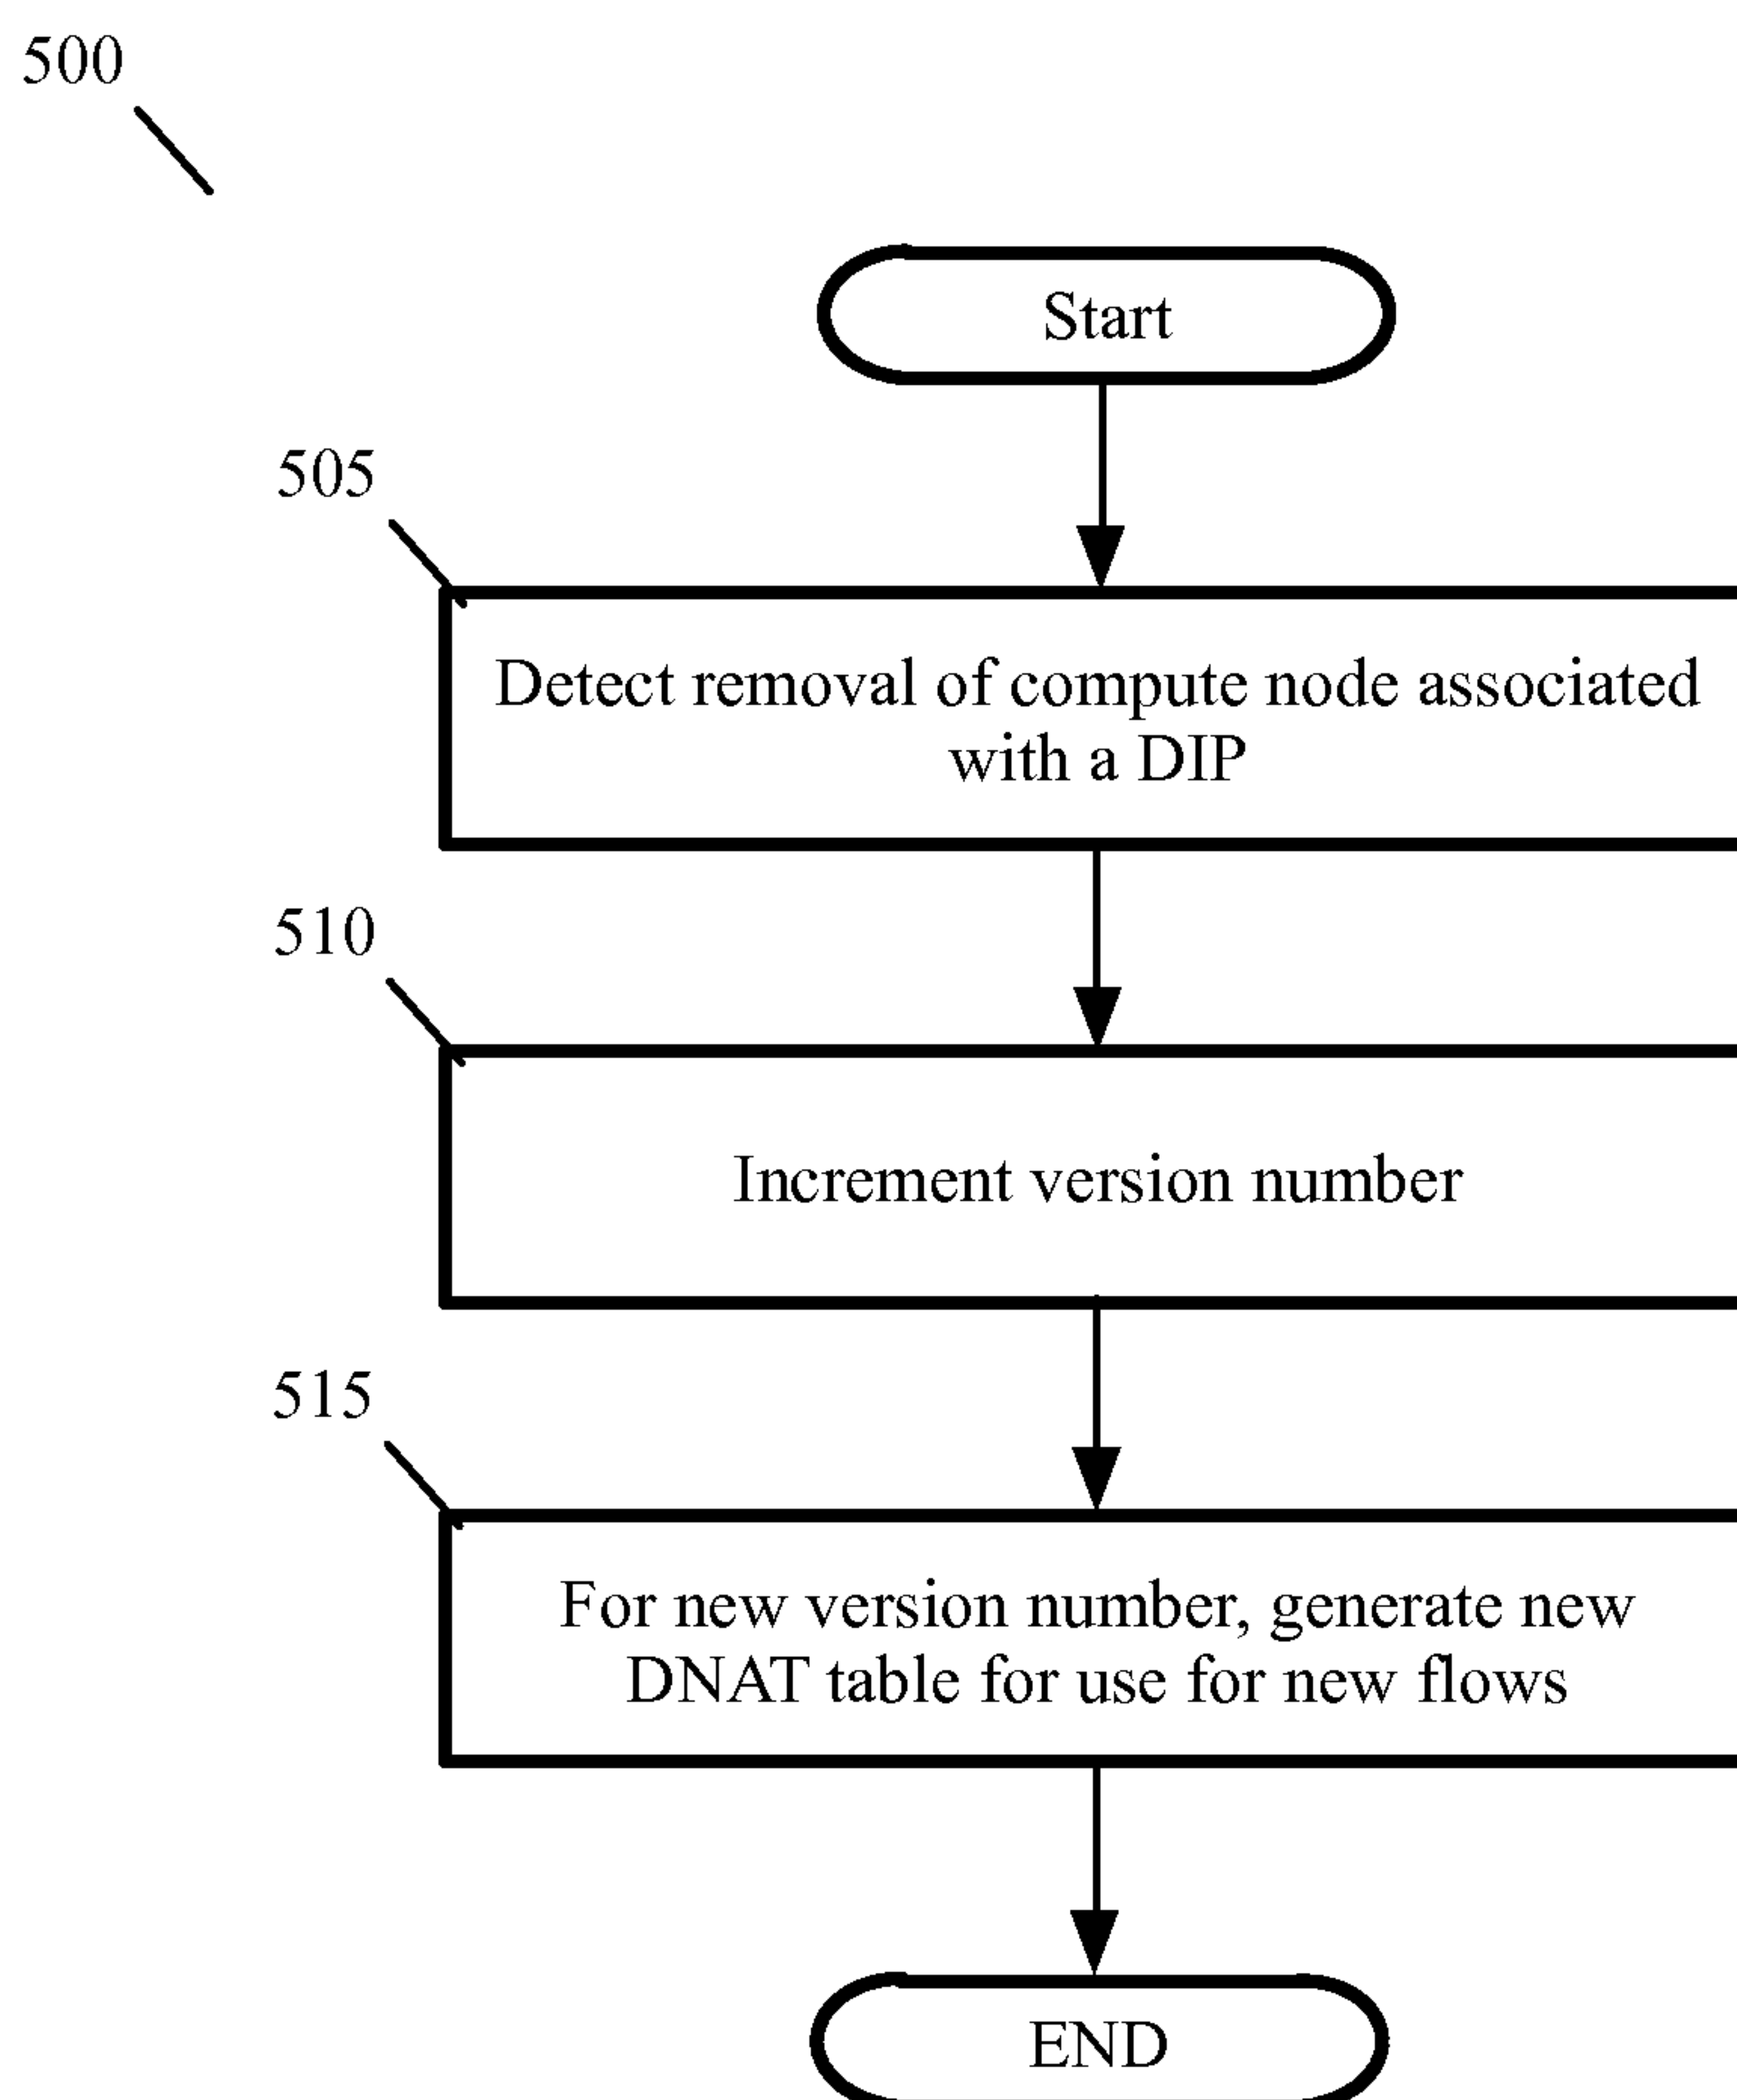 500
Start
505
Detect removal of compute node associated
with a DIP
510
Increment version number
515
For new version number, generate new
DNAT table for use for new flows
END